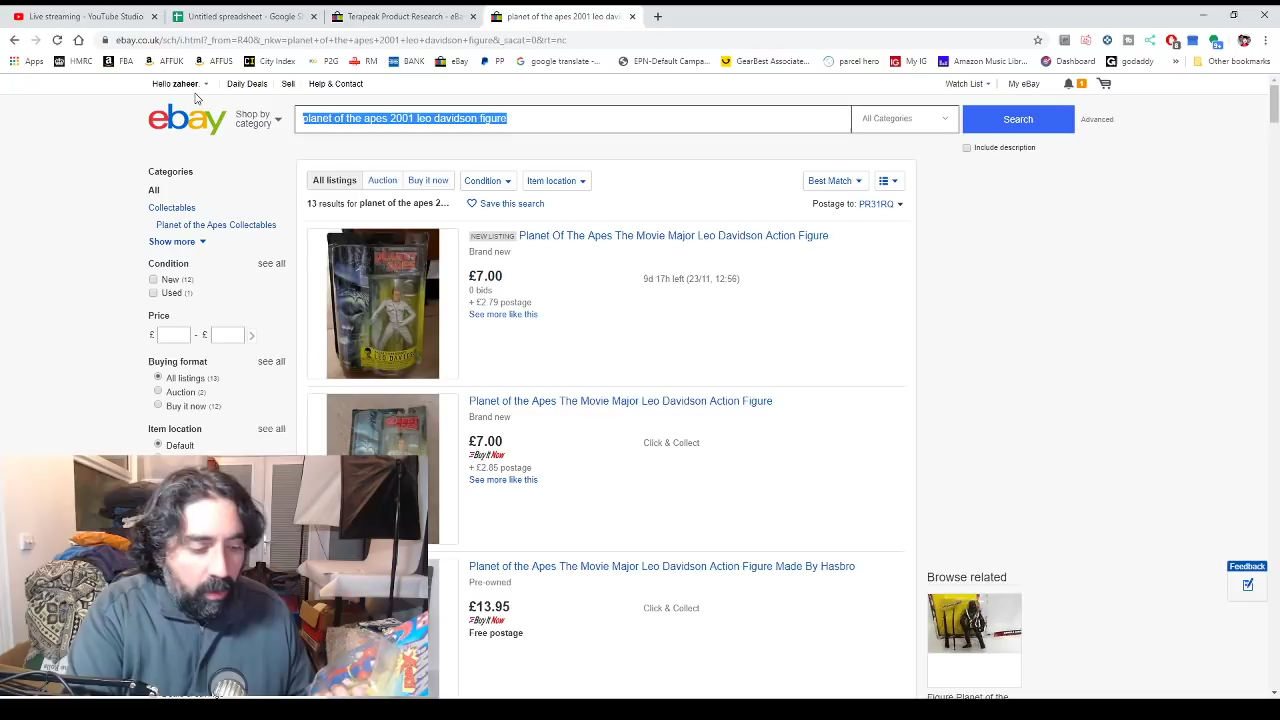 Live streaming - YouTube Studio
Untitled spreadsheet - Google S
Terapeak Product Research - eBa
planet of the apes 2001 leo davi
ebay.co.uk/sch/i.html?_from=R40&_nkw=planet+of+the+apes+2001+leo+davidson+figure&_sacat=0&rt=nc
Apps HMRC FBA AFFUK AFFUS City Index P2G RM BANK eBay PP google translate -... EPN-Default Campa... GearBest Associate... parcel hero My IG Amazon Music Libr... Dashboard godaddy » Other bookmarks
Hello zaheer. Daily Deals Sell Help & Contact Watch List My eBay 1
ebay Shop by category planet of the apes 2001 leo davidson figure All Categories Search Advanced
Include description
Categories
All
Collectables
Planet of the Apes Collectables
Show more
Condition see all
New (12)
Used (1)
Price
£ - £
Buying format see all
All listings (13)
Auction (2)
Buy it now (12)
Item location see all
Default
All listings Auction Buy it now Condition Item location Best Match
13 results for planet of the apes 2... Save this search Postage to: PR31RQ
NEW LISTING Planet Of The Apes The Movie Major Leo Davidson Action Figure
Brand new
£7.00 9d 17h left (23/11, 12:56)
0 bids
+ £2.79 postage
See more like this
Planet of the Apes The Movie Major Leo Davidson Action Figure
Brand new
£7.00 Click & Collect
Buy It Now
+ £2.85 postage
See more like this
Planet of the Apes The Movie Major Leo Davidson Action Figure Made By Hasbro
Pre-owned
£13.95 Click & Collect
Buy It Now
Free postage
Feedback
Browse related
Figure Planet of the